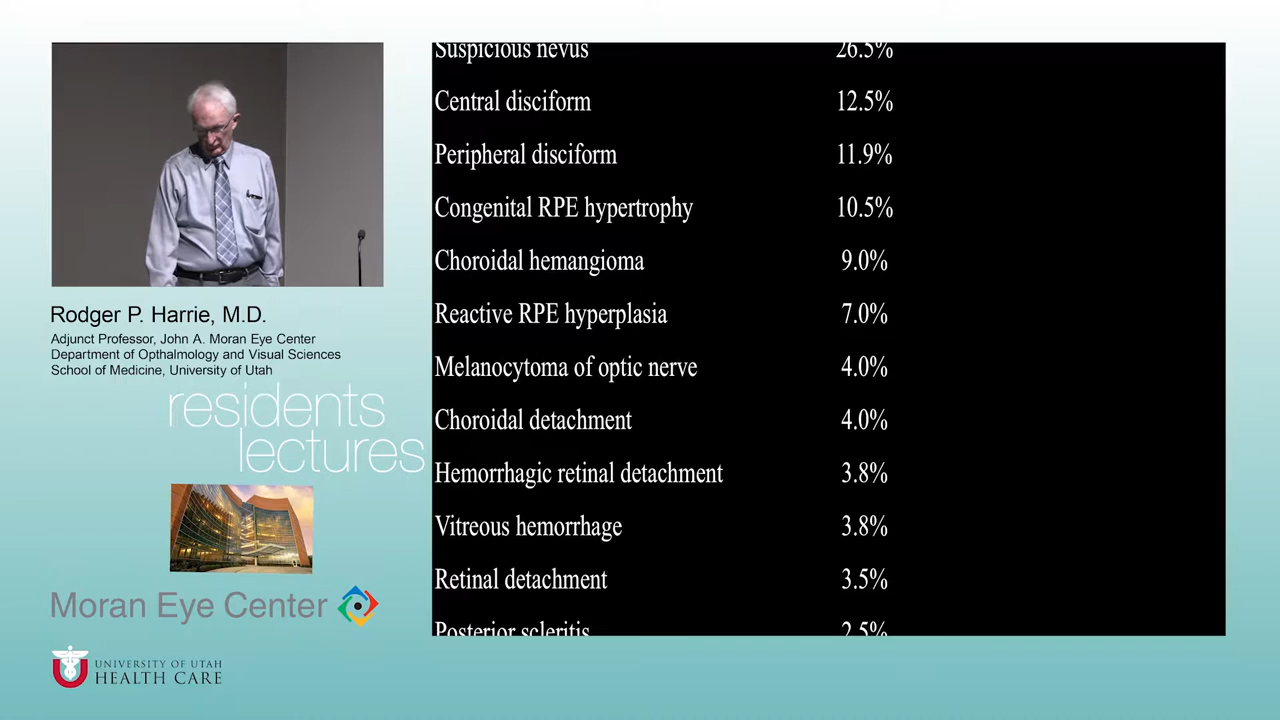 Suspicious nevus 26.5%
Central disciform 12.5%
Peripheral disciform 11.9%
Congenital RPE hypertrophy 10.5%
Choroidal hemangioma 9.0%
Reactive RPE hyperplasia 7.0%
Melanocytoma of optic nerve 4.0%
Choroidal detachment 4.0%
Hemorrhagic retinal detachment 3.8%
Vitreous hemorrhage 3.8%
Retinal detachment 3.5%
Posterior scleritis 2.5%
Rodger P. Harrie, M.D.
Adjunct Professor, John A. Moran Eye Center
Department of Opthalmology and Visual Sciences
School of Medicine, University of Utah
residents
lectures
Moran Eye Center
UNIVERSITY OF UTAH
HEALTH CARE